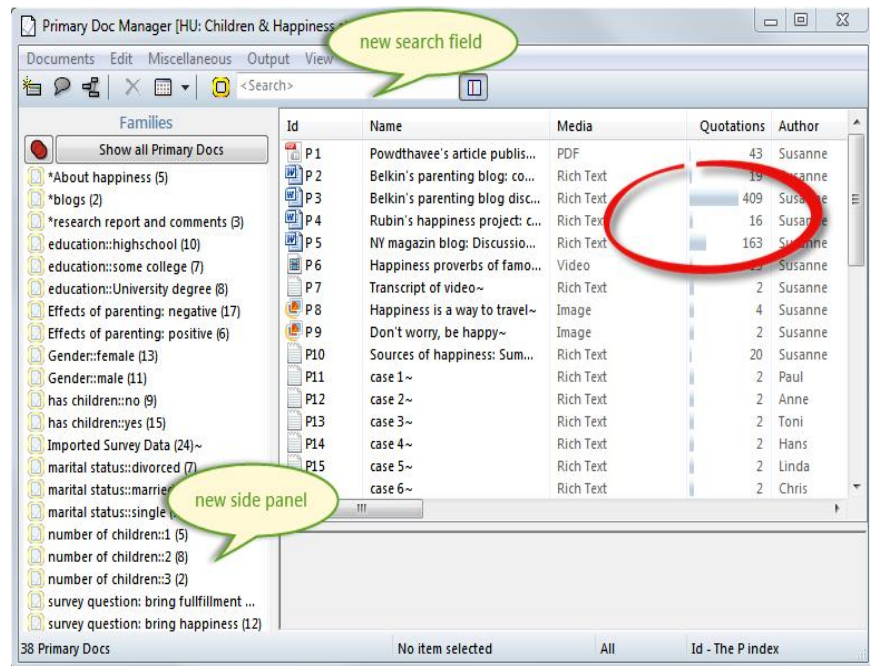 Primary Doc Manager [HU: Children & Happiness
new search field
Documents Edit Miscellaneous Output View
<Search>
Families
Show all Primary Docs
*About happiness (5)
*blogs (2)
*research report and comments (3)
education::highschool (10)
education::some college (7)
education::University degree (8)
Effects of parenting: negative (17)
Effects of parenting: positive (6)
Gender::female (13)
Gender::male (11)
has children::no (9)
has children::yes (15)
Imported Survey Data (24)~
marital status::divorced (7)
marital status::married
marital status::single
number of children::1 (5)
number of children::2 (8)
number of children::3 (2)
survey question: bring fullfillment ...
survey question: bring happiness (12)
new side panel
Id Name Media Quotations Author
P 1 Powdthavee's article publis... PDF 43 Susanne
P 2 Belkin's parenting blog: co... Rich Text 19 Susanne
P 3 Belkin's parenting blog disc... Rich Text 409 Susanne
P 4 Rubin's happiness project: c... Rich Text 16 Susanne
P 5 NY magazin blog: Discussio... Rich Text 163 Susanne
P 6 Happiness proverbs of famo... Video Susanne
P 7 Transcript of video~ Rich Text 2 Susanne
P 8 Happiness is a way to travel~ Image 4 Susanne
P 9 Don't worry, be happy~ Image 2 Susanne
P10 Sources of happiness: Sum... Rich Text 20 Susanne
P11 case 1~ Rich Text 2 Paul
P12 case 2~ Rich Text 2 Anne
P13 case 3~ Rich Text 2 Toni
P14 case 4~ Rich Text 2 Hans
P15 case 5~ Rich Text 2 Linda
case 6~ Rich Text 2 Chris
38 Primary Docs No item selected All Id - The P index